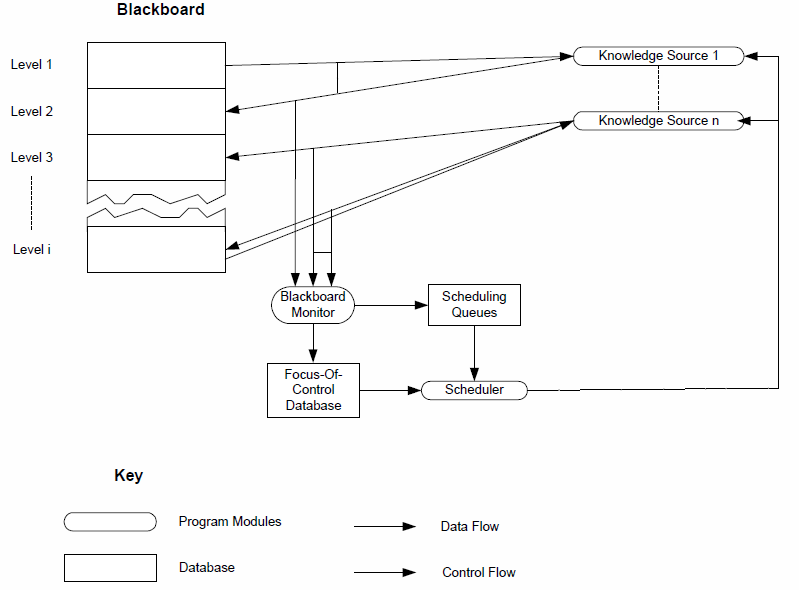 Blackboard
Level 1
Knowledge Source 1
Level 2
Knowledge Source n
Level 3
Level i
Blackboard
Monitor
Scheduling
Queues
Focus-Of-
Control
Database
Scheduler
Key
Program Modules
Data Flow
Database
Control Flow